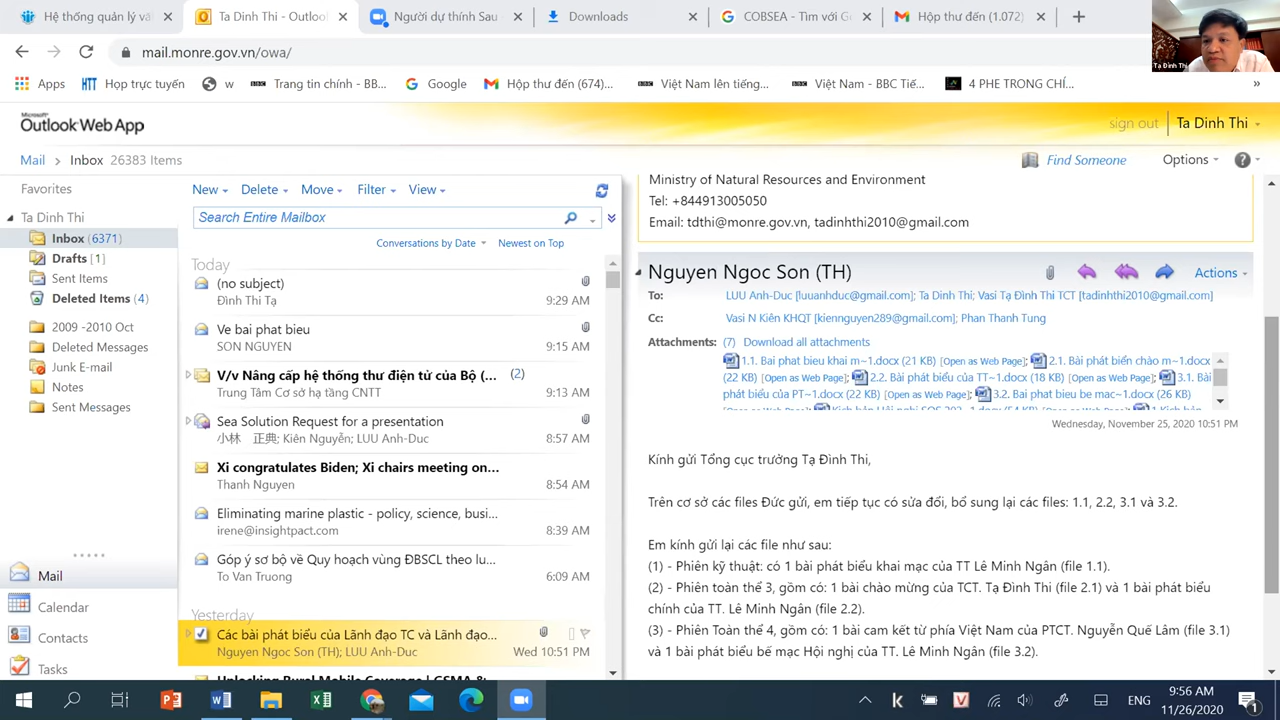 Hệ thống quản lý và
Ta Dinh Thi - Outlool
Người dự thính Sau
Downloads
COBSEA - Tìm với G
Hộp thư đến (1.072)
mail.monre.gov.vn/owa/
Apps
Họp trực tuyến
w
Trang tin chính - BB...
Google
Hộp thư đến (674)...
Việt Nam lên tiếng...
Việt Nam - BBC Tiế...
4 PHE TRONG CHÍ...
»
Tạ Đình Thi
Microsoft
Outlook Web App
sign out
Ta Dinh Thi
Mail > Inbox 26383 Items
Find Someone
Options
Favorites
Ta Dinh Thi
Inbox (6371)
Drafts [1]
Sent Items
Deleted Items (4)
2009 -2010 Oct
Deleted Messages
Junk E-mail
Notes
Sent Messages
Mail
Calendar
Contacts
Tasks
New Delete Move Filter View
Search Entire Mailbox
Conversations by Date Newest on Top
Today
(no subject)
Đình Thi Tạ 9:29 AM
Ve bai phat bieu
SON NGUYEN 9:15 AM
V/v Nâng cấp hệ thống thư điện tử của Bộ (... (2)
Trung Tâm Cơ sở hạ tầng CNTT 9:13 AM
Sea Solution Request for a presentation
小林 正典; Kiên Nguyễn; LUU Anh-Duc 8:57 AM
Xi congratulates Biden; Xi chairs meeting on...
Thanh Nguyen 8:54 AM
Eliminating marine plastic - policy, science, busi...
irene@insightpact.com 8:39 AM
Góp ý sơ bộ về Quy hoạch vùng ĐBSCL theo lu...
To Van Truong 6:09 AM
Yesterday
Các bài phát biểu của Lãnh đạo TC và Lãnh đạo...
Nguyen Ngoc Son (TH); LUU Anh-Duc Wed 10:51 PM
Unlocking Rural Mobile Coverage | GSMA &
Ministry of Natural Resources and Environment
Tel: +844913005050
Email: tdthi@monre.gov.vn, tadinhthi2010@gmail.com
Nguyen Ngoc Son (TH)
Actions
To: LUU Anh-Duc [luuanhduc@gmail.com]; Ta Dinh Thi; Vasi Tạ Đình Thi TCT [tadinhthi2010@gmail.com]
Cc: Vasi N Kiên KHQT [kiennguyen289@gmail.com]; Phan Thanh Tung
Attachments: (7) Download all attachments
1.1. Bai phat bieu khai m~1.docx (21 KB) [Open as Web Page]; 2.1. Bài phát biển chào m~1.docx
(22 KB) [Open as Web Page]; 2.2. Bài phát biểu của TT~1.docx (18 KB) [Open as Web Page]; 3.1. Bài
phát biểu của PT~1.docx (22 KB) [Open as Web Page]; 3.2. Bai phat bieu be mac~1.docx (26 KB)
Wednesday, November 25, 2020 10:51 PM
Kính gửi Tổng cục trưởng Tạ Đình Thi,
Trên cơ sở các files Đức gửi, em tiếp tục có sửa đổi, bổ sung lại các files: 1.1, 2.2, 3.1 và 3.2.
Em kính gửi lại các file như sau:
(1) - Phiên kỹ thuật: có 1 bài phát biểu khai mạc của TT Lê Minh Ngân (file 1.1).
(2) - Phiên toàn thể 3, gồm có: 1 bài chào mừng của TCT. Tạ Đình Thi (file 2.1) và 1 bài phát biểu
chính của TT. Lê Minh Ngân (file 2.2).
(3) - Phiên Toàn thể 4, gồm có: 1 bài cam kết từ phía Việt Nam của PTCT. Nguyễn Quế Lâm (file 3.1)
và 1 bài phát biểu bế mạc Hội nghị của TT. Lê Minh Ngân (file 3.2).
ENG
9:56 AM
11/26/2020